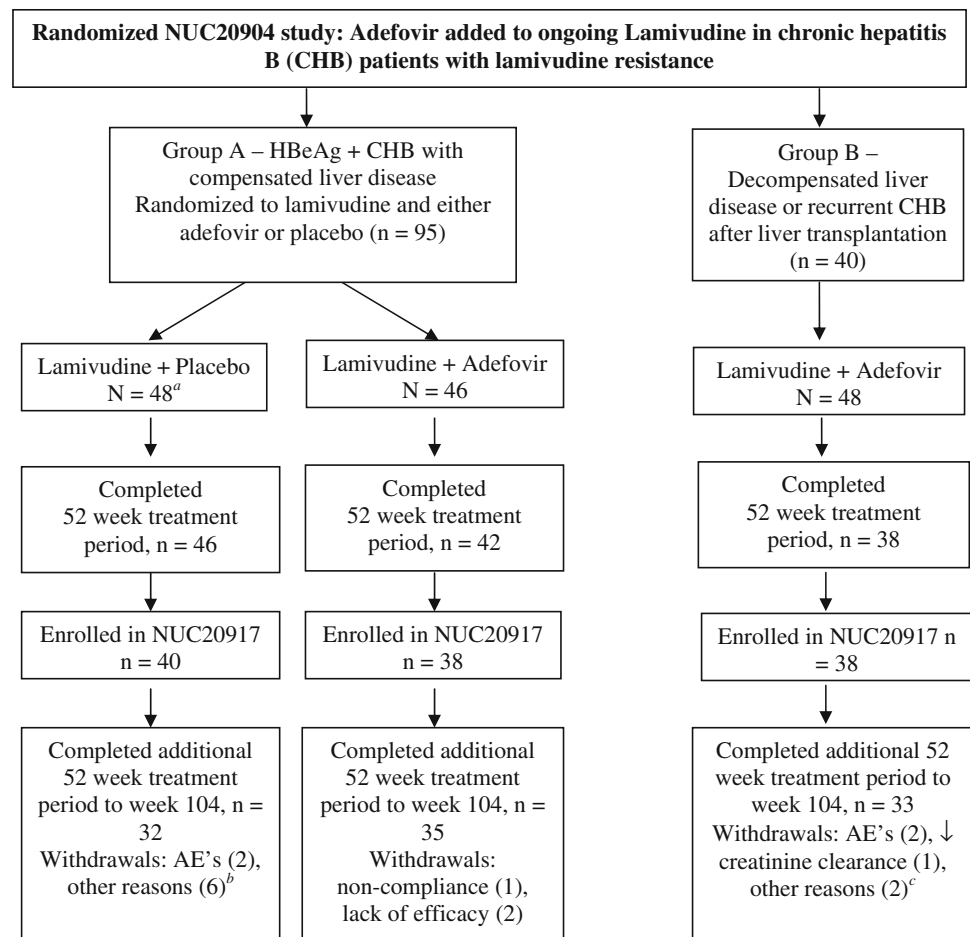 Randomized NUC20904 study: Adefovir added to ongoing Lamivudine in chronic hepatitis
B (CHB) patients with lamivudine resistance
Group A – HBeAg + CHB with
compensated liver disease
Randomized to lamivudine and either
adefovir or placebo (n = 95)
Group B –
Decompensated liver
disease or recurrent CHB
after liver transplantation
(n = 40)
Lamivudine + Placebo
N = 48a
Lamivudine + Adefovir
N = 46
Lamivudine + Adefovir
N = 48
Completed
52 week treatment
period, n = 46
Completed
52 week treatment
period, n = 42
Completed
52 week treatment
period, n = 38
Enrolled in NUC20917
n = 40
Enrolled in NUC20917
n = 38
Enrolled in NUC20917 n
= 38
Completed additional
52 week treatment
period to week 104, n =
32
Withdrawals: AE's (2),
other reasons (6)b
Completed additional
52 week treatment
period to week 104, n =
35
Withdrawals:
non-compliance (1),
lack of efficacy (2)
Completed additional 52
week treatment period to
week 104, n = 33
Withdrawals: AE's (2), ↓
creatinine clearance (1),
other reasons (2)c